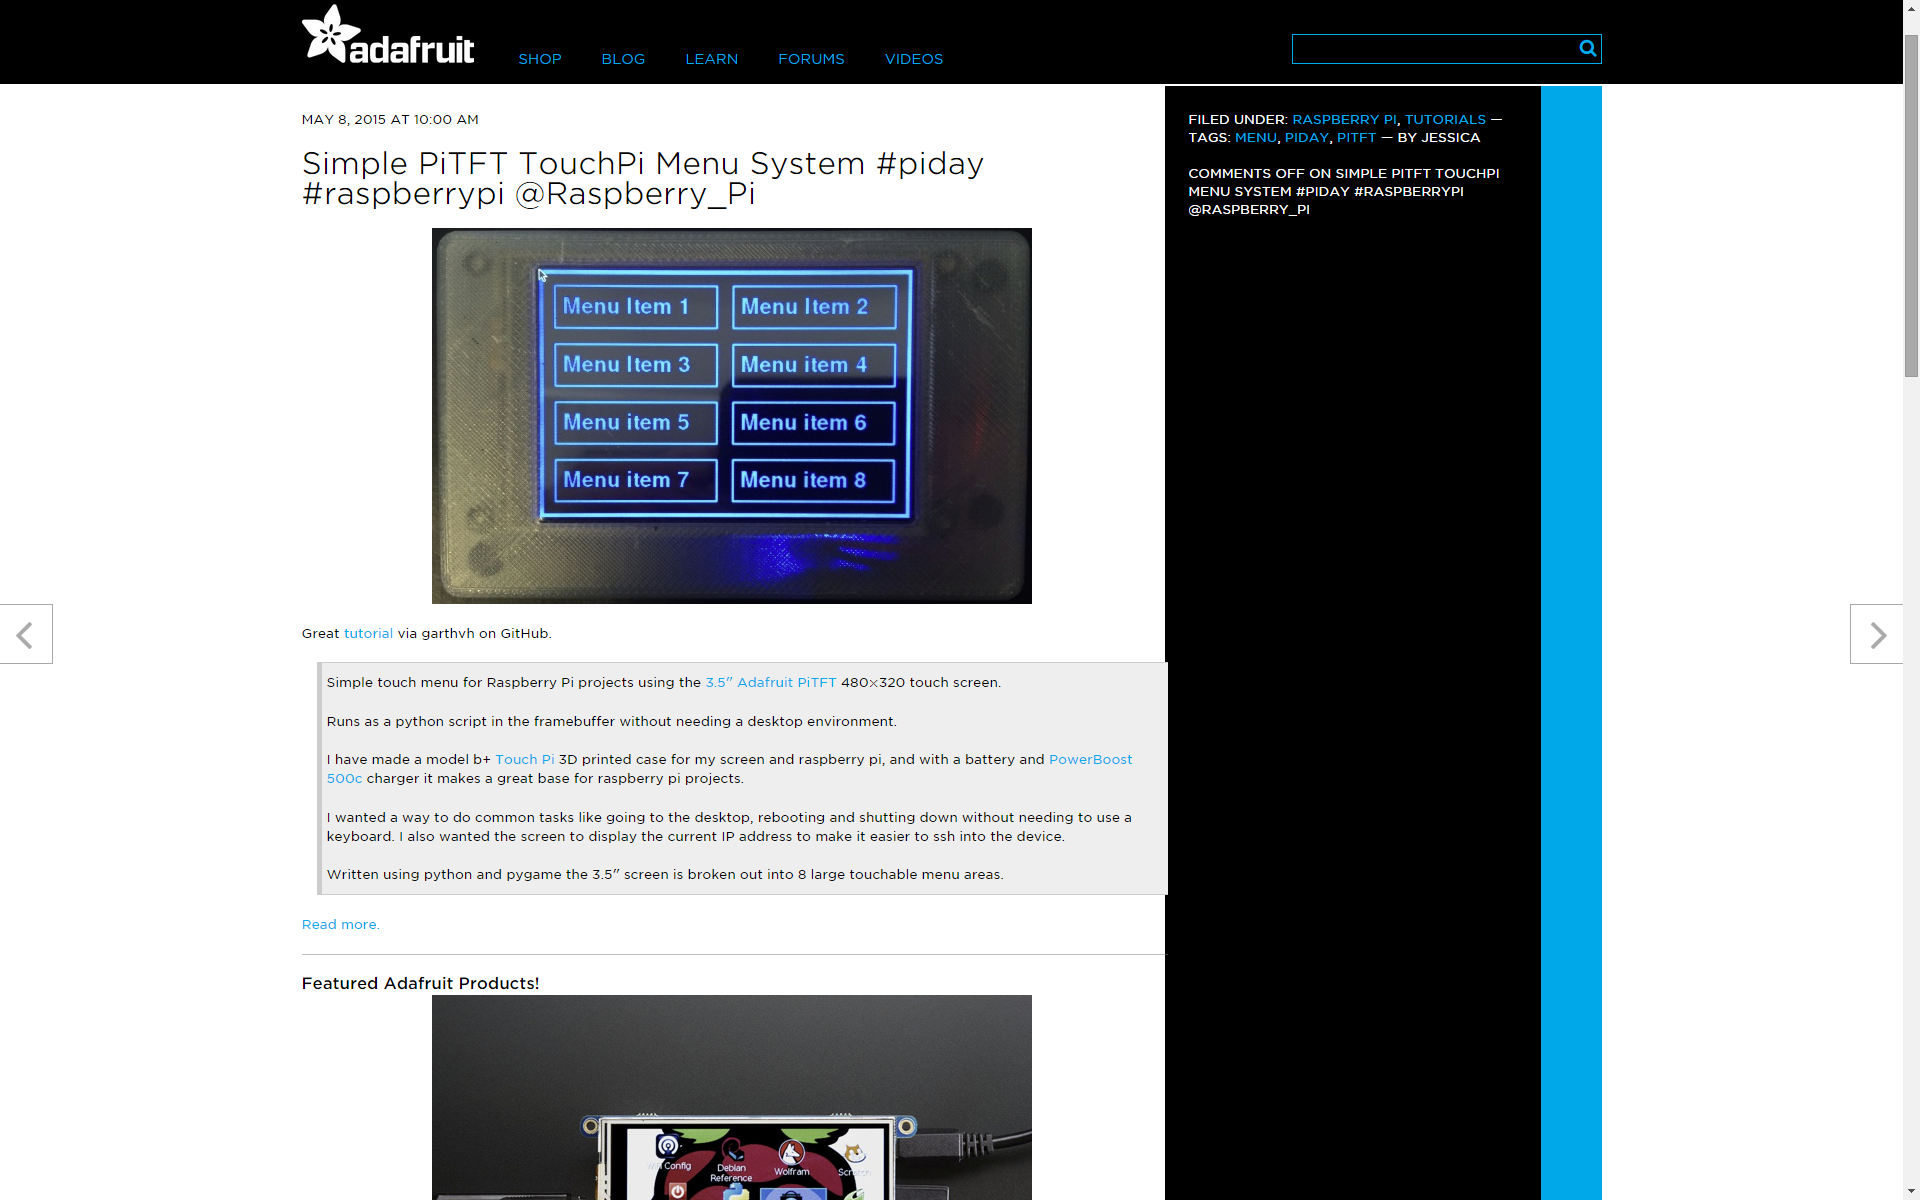 adafruit
SHOP BLOG LEARN FORUMS VIDEOS
MAY 8, 2015 AT 10:00 AM
Simple PiTFT TouchPi Menu System #piday
#raspberrypi @Raspberry_Pi
Menu Item 1 Menu Item 2
Menu Item 3 Menu item 4
Menu item 5 Menu item 6
Menu item 7 Menu item 8
Great tutorial via garthvh on GitHub.
Simple touch menu for Raspberry Pi projects using the 3.5″ Adafruit PiTFT 480×320 touch screen.
Runs as a python script in the framebuffer without needing a desktop environment.
I have made a model b+ Touch Pi 3D printed case for my screen and raspberry pi, and with a battery and PowerBoost
500c charger it makes a great base for raspberry pi projects.
I wanted a way to do common tasks like going to the desktop, rebooting and shutting down without needing to use a
keyboard. I also wanted the screen to display the current IP address to make it easier to ssh into the device.
Written using python and pygame the 3.5″ screen is broken out into 8 large touchable menu areas.
Read more.
Featured Adafruit Products!
Config Debian Wolfram
Reference
FILED UNDER: RASPBERRY PI, TUTORIALS —
TAGS: MENU, PIDAY, PITFT — BY JESSICA
COMMENTS OFF ON SIMPLE PITFT TOUCHPI
MENU SYSTEM #PIDAY #RASPBERRYPI
@RASPBERRY_PI